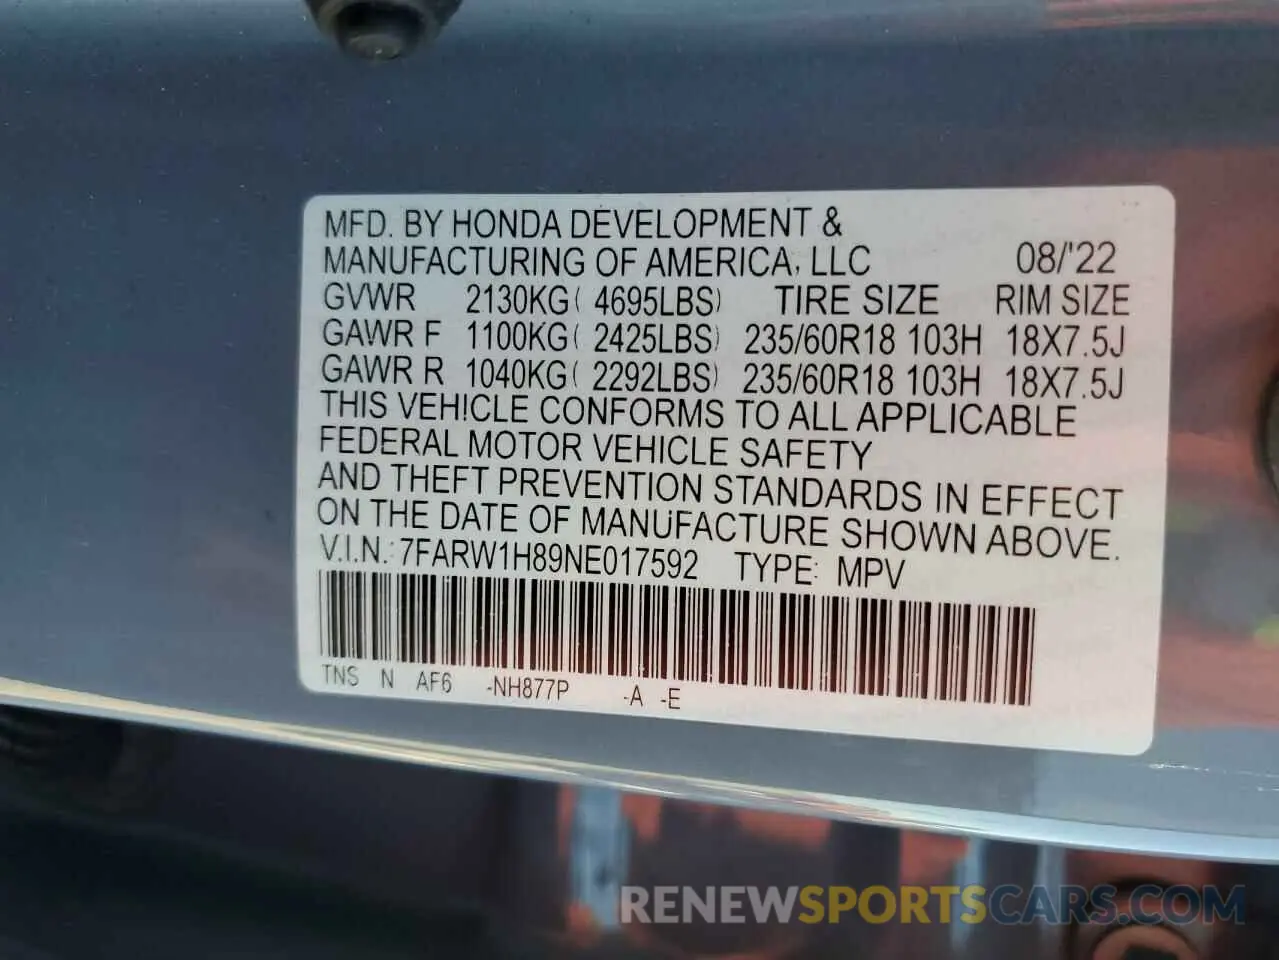 MFD. BY HONDA DEVELOPMENT &
MANUFACTURING OF AMERICA, LLC 08/'22
GVWR 2130KG( 4695LBS) TIRE SIZE RIM SIZE
GAWR F 1100KG( 2425LBS) 235/60R18 103H 18X7.5J
GAWR R 1040KG( 2292LBS) 235/60R18 103H 18X7.5J
THIS VEHICLE CONFORMS TO ALL APPLICABLE
FEDERAL MOTOR VEHICLE SAFETY
AND THEFT PREVENTION STANDARDS IN EFFECT
ON THE DATE OF MANUFACTURE SHOWN ABOVE.
V.I.N.: 7FARW1H89NE017592 TYPE: MPV
TNS N AF6 -NH877P -A -E
RENEWSPORTSCARS.COM